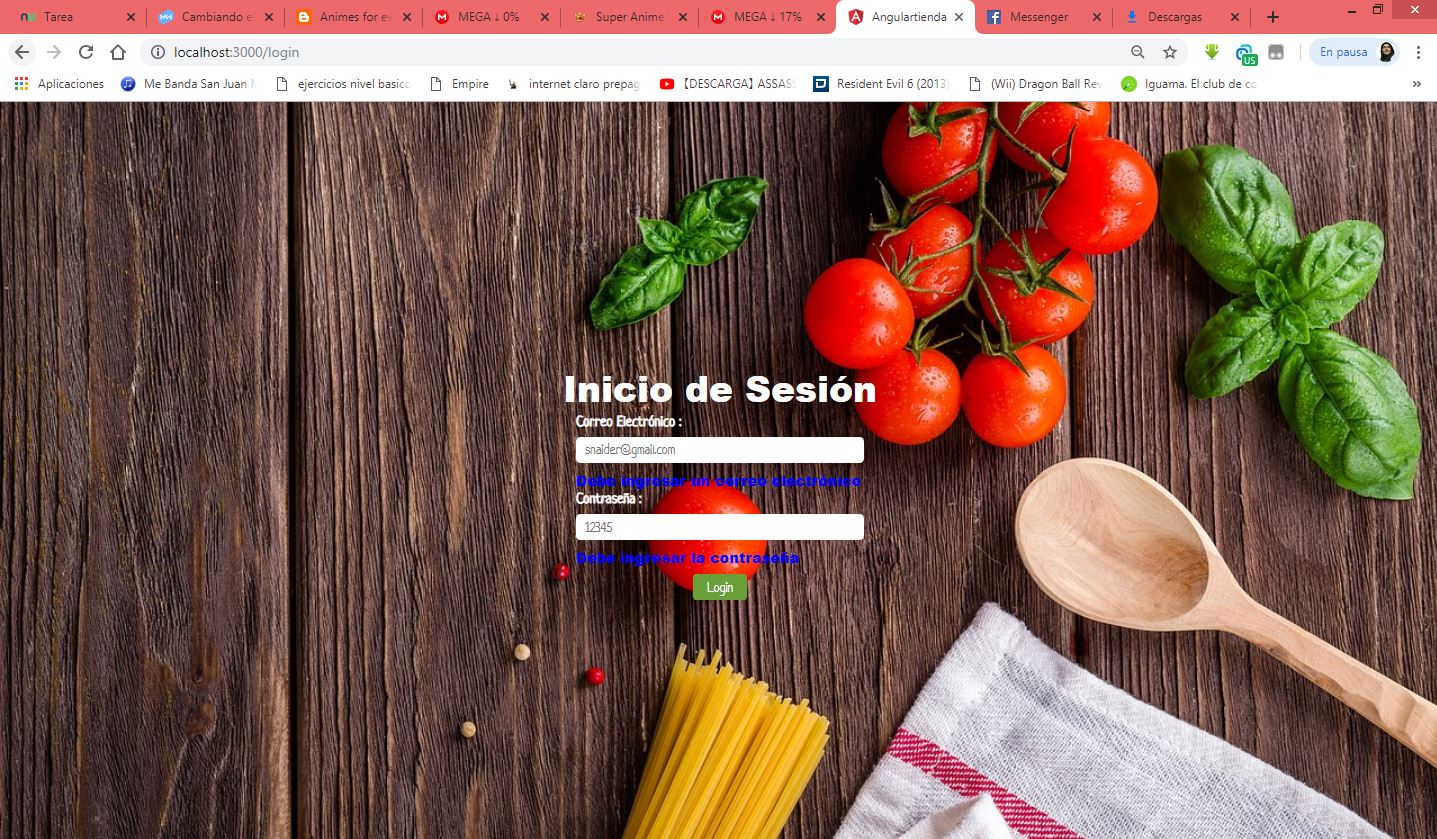 Tarea
Cambiando el
Animes for ev
MEGA ↓ 0%
Super Anime
MEGA ↓ 17%
Angulartienda
Messenger
Descargas
localhost:3000/login
US
En pausa
Aplicaciones
Me Banda San Juan
ejercicios nivel basico
Empire
internet claro prepag
【DESCARGA】ASSASS
Resident Evil 6 (2013)
(Wii) Dragon Ball Rev
Iguama. El club de co
»
Inicio de Sesión
Correo Electrónico :
snaider@gmail.com
Debe ingresar un correo electrónico
Contraseña :
12345
Debe ingresar la contraseña
Login